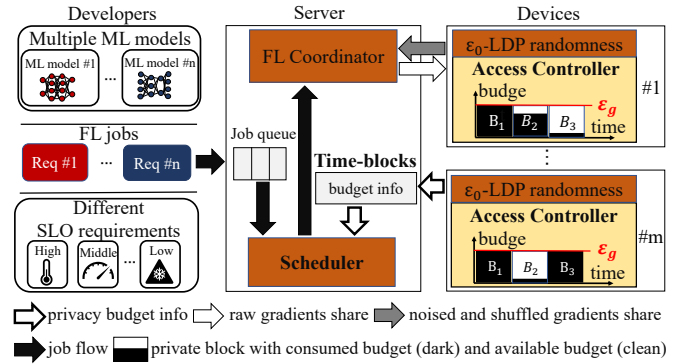 Developers
Multiple ML models
ML model #1
...
ML model #n
FL jobs
Req #1
...
Req #n
Different
SLO requirements
High
Middle
...
Low
Server
FL Coordinator
Job queue
Time-blocks
budget info
Scheduler
Devices
ε₀-LDP randomness
Access Controller
budge
ε_g
B₁
B₂
B₃
time
#1
⋮
ε₀-LDP randomness
Access Controller
budge
ε_g
B₁
B₂
B₃
time
#m
privacy budget info
raw gradients share
noised and shuffled gradients share
job flow
private block with consumed budget (dark) and available budget (clean)